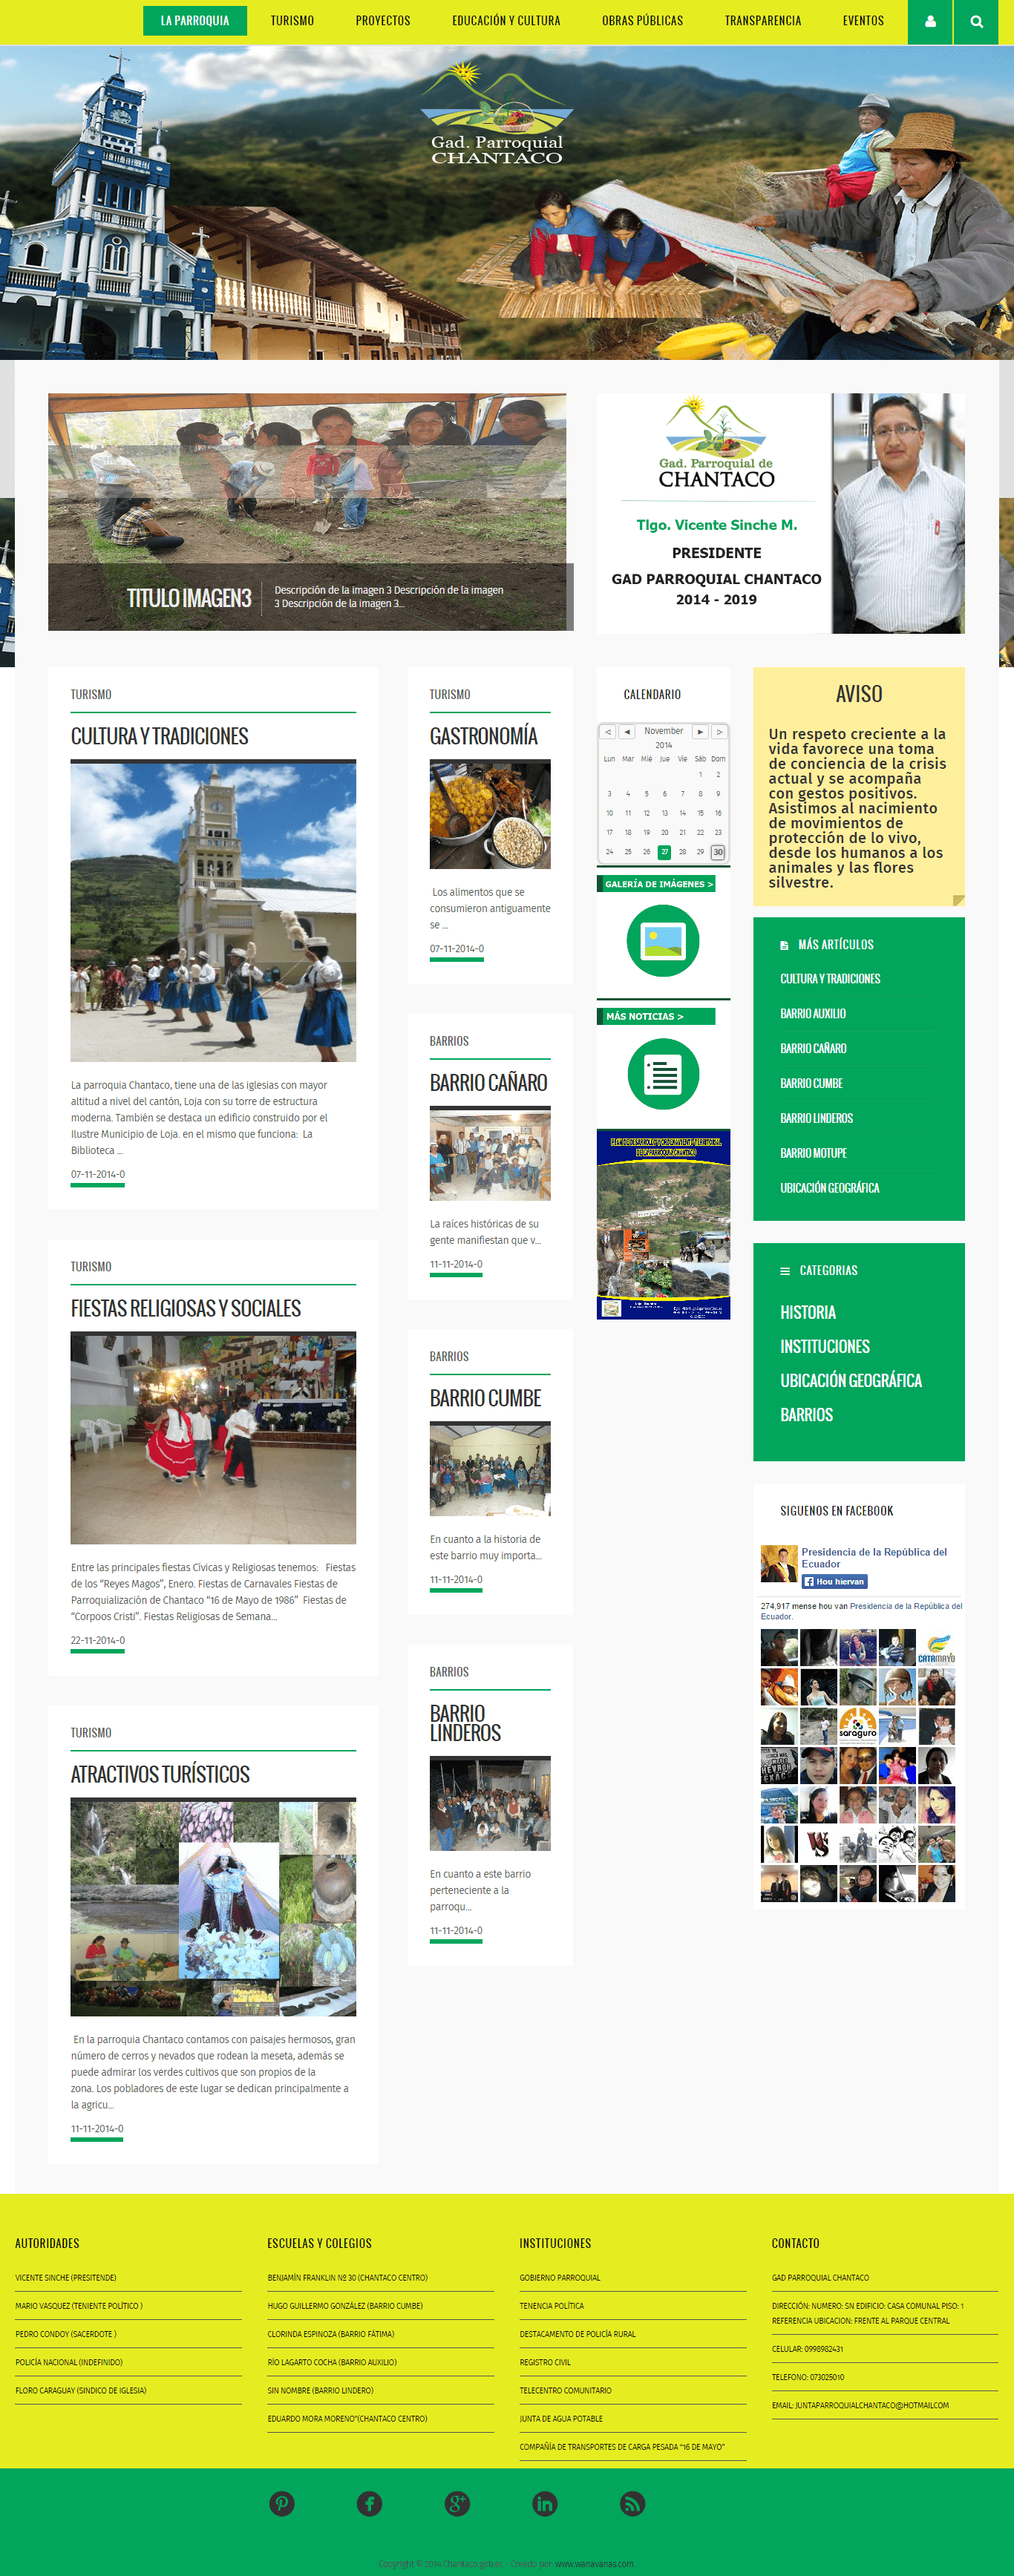 LA PARROQUIA
TURISMO
PROYECTOS
EDUCACIÓN Y CULTURA
OBRAS PÚBLICAS
TRANSPARENCIA
EVENTOS
Gad. Parroquial
CHANTACO
TITULO IMAGEN3
Descripción de la imagen 3 Descripción de la imagen
3 Descripción de la imagen 3...
Gad. Parroquial de
CHANTACO
Tlgo. Vicente Sinche M.
PRESIDENTE
GAD PARROQUIAL CHANTACO
2014 - 2019
TURISMO
CULTURA Y TRADICIONES
La parroquia Chantaco, tiene una de las iglesias con mayor
altitud a nivel del cantón, Loja con su torre de estructura
moderna. También se destaca un edificio construido por el
Ilustre Municipio de Loja. en el mismo que funciona: La
Biblioteca ...
07-11-2014-0
TURISMO
FIESTAS RELIGIOSAS Y SOCIALES
Entre las principales fiestas Cívicas y Religiosas tenemos: Fiestas
de los “Reyes Magos”, Enero. Fiestas de Carnavales Fiestas de
Parroquialización de Chantaco “16 de Mayo de 1986” Fiestas de
“Corpoos Cristi”. Fiestas Religiosas de Semana...
22-11-2014-0
TURISMO
ATRACTIVOS TURÍSTICOS
En la parroquia Chantaco contamos con paisajes hermosos, gran
número de cerros y nevados que rodean la meseta, además se
puede admirar los verdes cultivos que son propios de la
zona. Los pobladores de este lugar se dedican principalmente a
la agricu...
11-11-2014-0
TURISMO
GASTRONOMÍA
Los alimentos que se
consumieron antiguamente
se ...
07-11-2014-0
BARRIOS
BARRIO CAÑARO
La raíces históricas de su
gente manifiestan que v...
11-11-2014-0
BARRIOS
BARRIO CUMBE
En cuanto a la historia de
este barrio muy importa...
11-11-2014-0
BARRIOS
BARRIO
LINDEROS
En cuanto a este barrio
perteneciente a la
parroqu...
11-11-2014-0
CALENDARIO
November
2014
Lun Mar Mié Jue Vie Sáb Dom
1 2
3 4 5 6 7 8 9
10 11 12 13 14 15 16
17 18 19 20 21 22 23
24 25 26 27 28 29 30
GALERÍA DE IMÁGENES >
MÁS NOTICIAS >
AVISO
Un respeto creciente a la
vida favorece una toma
de conciencia de la crisis
actual y se acompaña
con gestos positivos.
Asistimos al nacimiento
de movimientos de
protección de lo vivo,
desde los humanos a los
animales y las flores
silvestre.
MÁS ARTÍCULOS
CULTURA Y TRADICIONES
BARRIO AUXILIO
BARRIO CAÑARO
BARRIO CUMBE
BARRIO LINDEROS
BARRIO MOTUPE
UBICACIÓN GEOGRÁFICA
CATEGORIAS
HISTORIA
INSTITUCIONES
UBICACIÓN GEOGRÁFICA
BARRIOS
SIGUENOS EN FACEBOOK
Presidencia de la República del
Ecuador
Hou hiervan
274,917 mense hou van Presidencia de la República del
Ecuador.
CATAMAYO
saraguro
AUTORIDADES
VICENTE SINCHE (PRESITENDE)
MARIO VASQUEZ (TENIENTE POLÍTICO )
PEDRO CONDOY (SACERDOTE )
POLICÍA NACIONAL (INDEFINIDO)
FLORO CARAGUAY (SINDICO DE IGLESIA)
ESCUELAS Y COLEGIOS
BENJAMÍN FRANKLIN Nº 30 (CHANTACO CENTRO)
HUGO GUILLERMO GONZÁLEZ (BARRIO CUMBE)
CLORINDA ESPINOZA (BARRIO FÁTIMA)
RÍO LAGARTO COCHA (BARRIO AUXILIO)
SIN NOMBRE (BARRIO LINDERO)
EDUARDO MORA MORENO"(CHANTACO CENTRO)
INSTITUCIONES
GOBIERNO PARROQUIAL
TENENCIA POLÍTICA
DESTACAMENTO DE POLICÍA RURAL
REGISTRO CIVIL
TELECENTRO COMUNITARIO
JUNTA DE AGUA POTABLE
COMPAÑÍA DE TRANSPORTES DE CARGA PESADA “16 DE MAYO”
CONTACTO
GAD PARROQUIAL CHANTACO
DIRECCIÓN: NUMERO: SN EDIFICIO: CASA COMUNAL PISO: 1
REFERENCIA UBICACION: FRENTE AL PARQUE CENTRAL
CELULAR: 0998982431
TELEFONO: 073025010
EMAIL: JUNTAPARROQUIALCHANTACO@HOTMAIL.COM
Copyright © 2014 Chantaco.gob.ec - Creado por: www.wanavanas.com